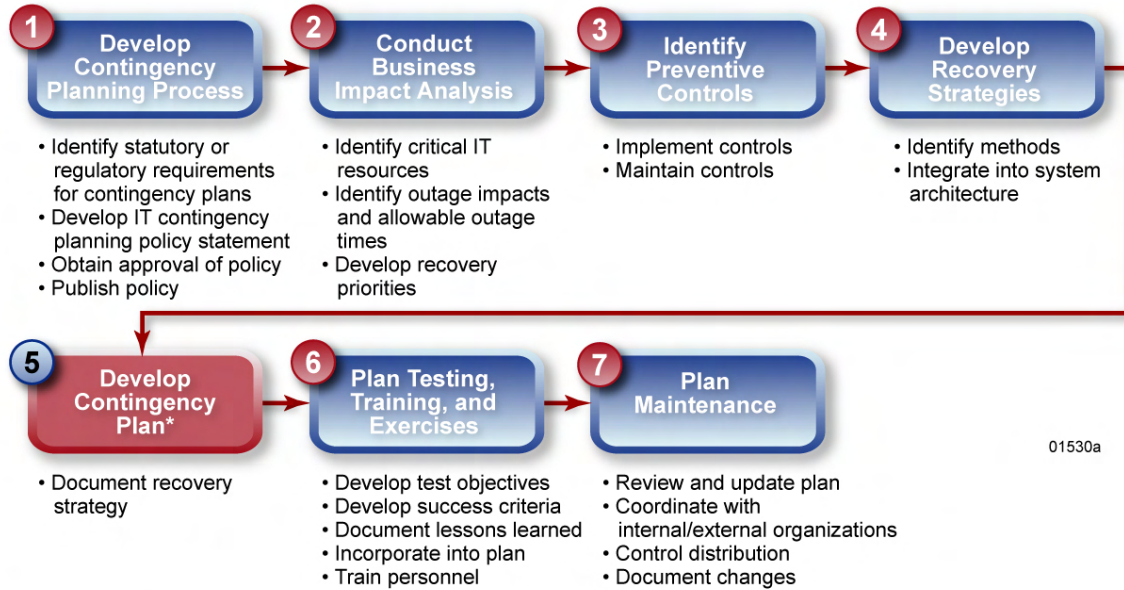 1
Develop
Contingency
Planning Process
• Identify statutory or
regulatory requirements
for contingency plans
• Develop IT contingency
planning policy statement
• Obtain approval of policy
• Publish policy
2
Conduct
Business
Impact Analysis
• Identify critical IT
resources
• Identify outage impacts
and allowable outage
times
• Develop recovery
priorities
3
Identify
Preventive
Controls
• Implement controls
• Maintain controls
4
Develop
Recovery
Strategies
• Identify methods
• Integrate into system
architecture
5
Develop
Contingency
Plan*
• Document recovery
strategy
6
Plan Testing,
Training, and
Exercises
• Develop test objectives
• Develop success criteria
• Document lessons learned
• Incorporate into plan
• Train personnel
7
Plan
Maintenance
• Review and update plan
• Coordinate with
internal/external organizations
• Control distribution
• Document changes
01530a